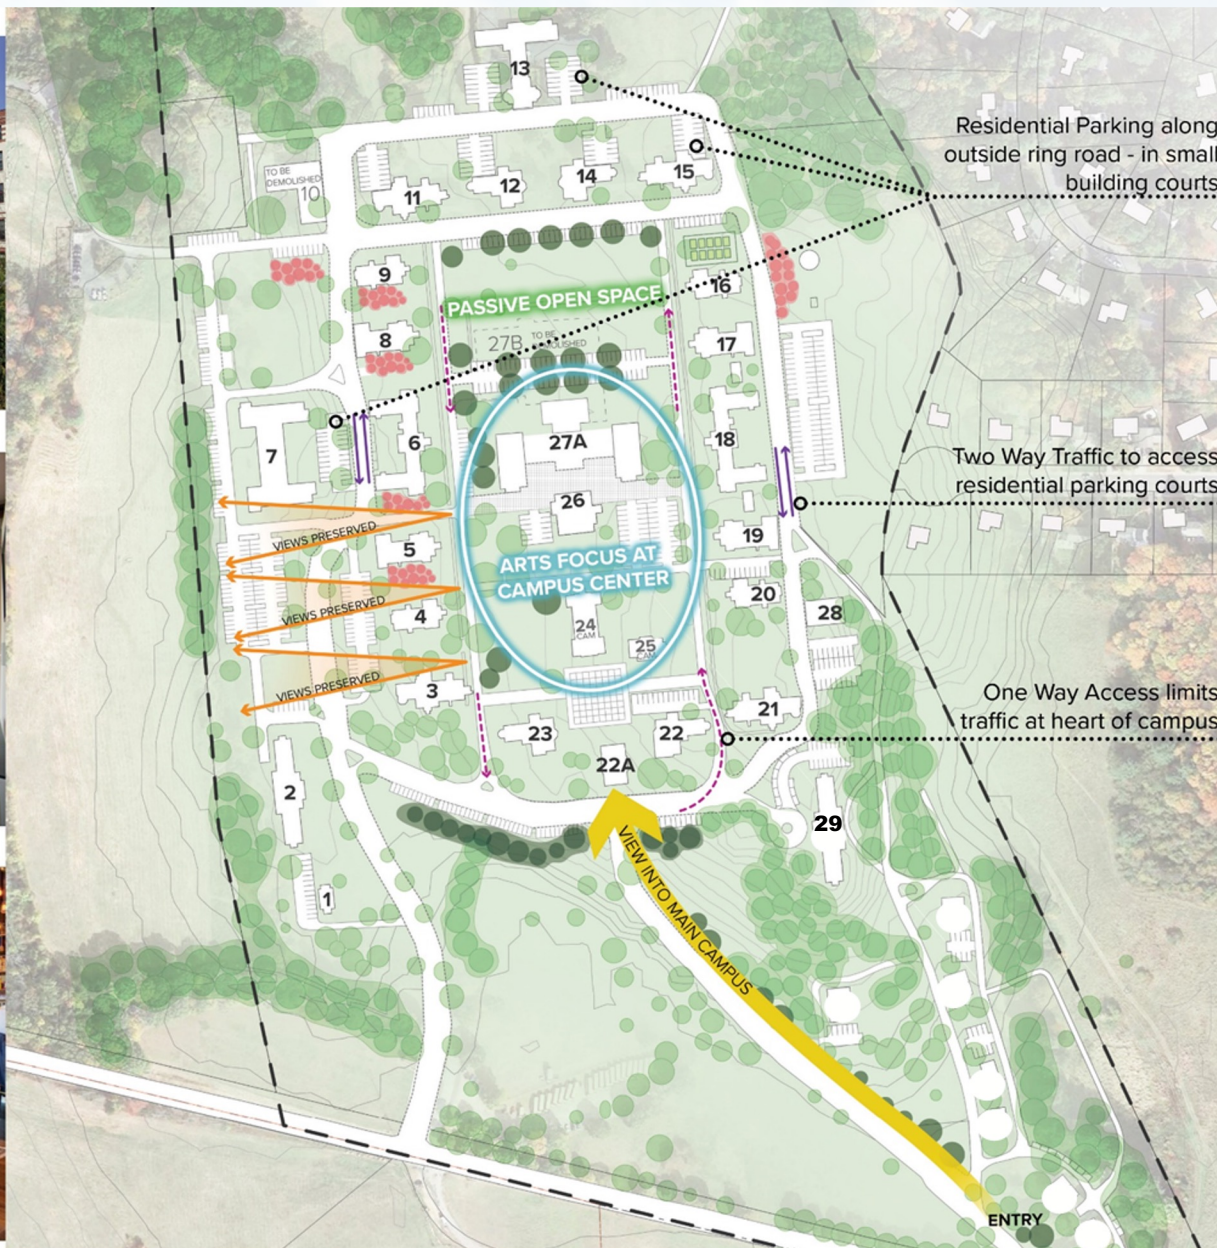 13
Residential Parking along
outside ring road - in small
building courts
TO BE
DEMOLISHED
10
11
12
14
15
9
16
PASSIVE OPEN SPACE
8
27B
TO BE
DEMOLISHED
17
7
6
27A
18
Two Way Traffic to access
residential parking courts
26
VIEWS PRESERVED
5
19
ARTS FOCUS AT
CAMPUS CENTER
20
VIEWS PRESERVED
4
24
CAM
25
CAM
28
VIEWS PRESERVED
3
One Way Access limits
traffic at heart of campus
21
23
22
22A
2
29
VIEW INTO MAIN CAMPUS
1
ENTRY